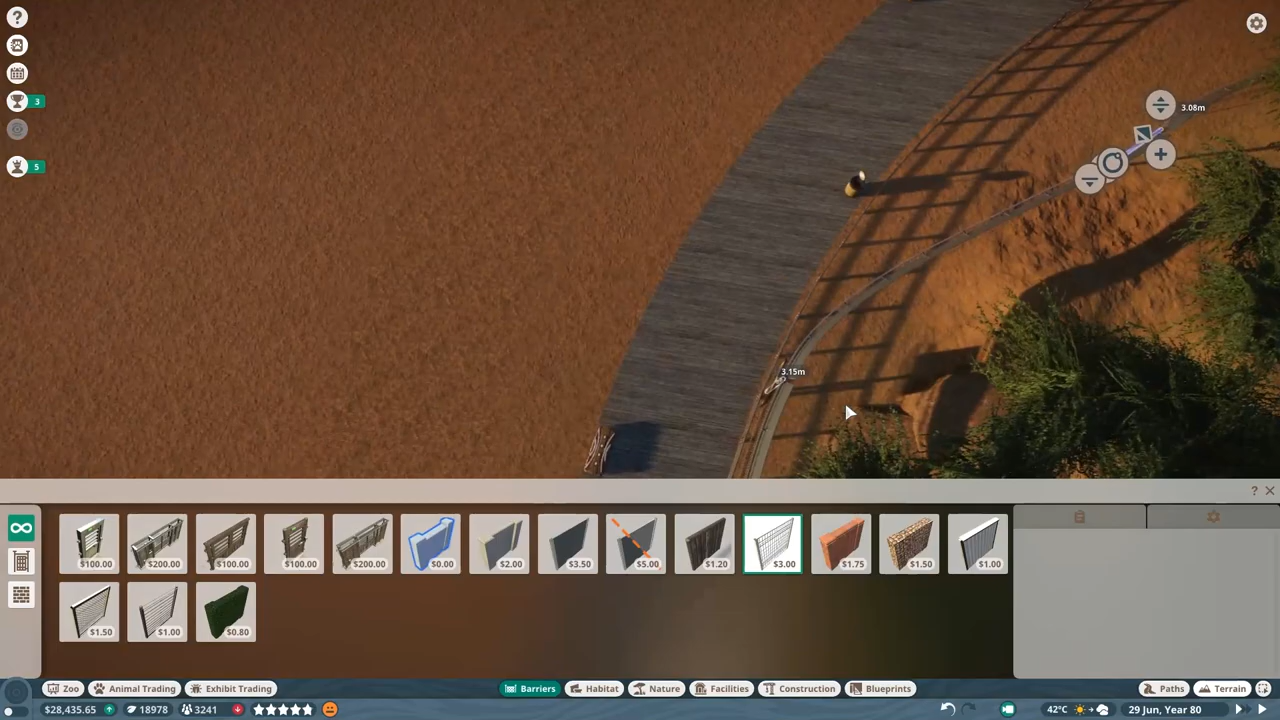 ?
3
5
3.08m
3.15m
? ×
$100.00 $200.00 $100.00 $100.00 $200.00 $0.00 $2.00 $3.50 $5.00 $1.20 $3.00 $1.75 $1.50 $1.00
$1.50 $1.00 $0.80
Zoo Animal Trading Exhibit Trading Barriers Habitat Nature Facilities Construction Blueprints Paths Terrain
$28,435.65 18978 3241 42°C 29 Jun, Year 80